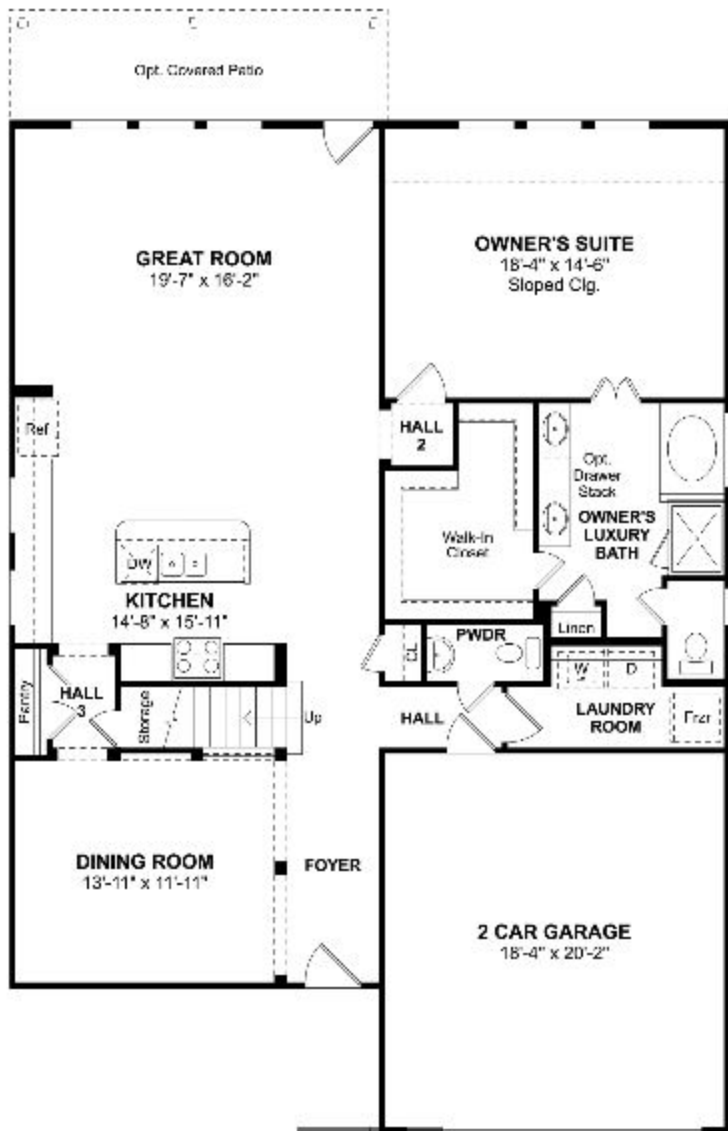 Opt. Covered Patio
GREAT ROOM
19'-7" x 16'-2"
OWNER'S SUITE
18'-4" x 14'-6"
Sloped Clg.
Ref
HALL
2
Opt.
Drawer
Stack
OWNER'S
LUXURY
BATH
Walk-In
Closet
DW
KITCHEN
14'-8" x 15'-11"
Linen
PWDR
CL
Pantry
HALL
3
Storage
Up
HALL
W
D
LAUNDRY
ROOM
Frzr
DINING ROOM
13'-11" x 11'-11"
FOYER
2 CAR GARAGE
18'-4" x 20'-2"